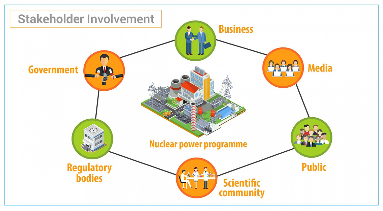 Stakeholder Involvement
Business
Government
Media
Nuclear power programme
Regulatory
bodies
Scientific
community
Public